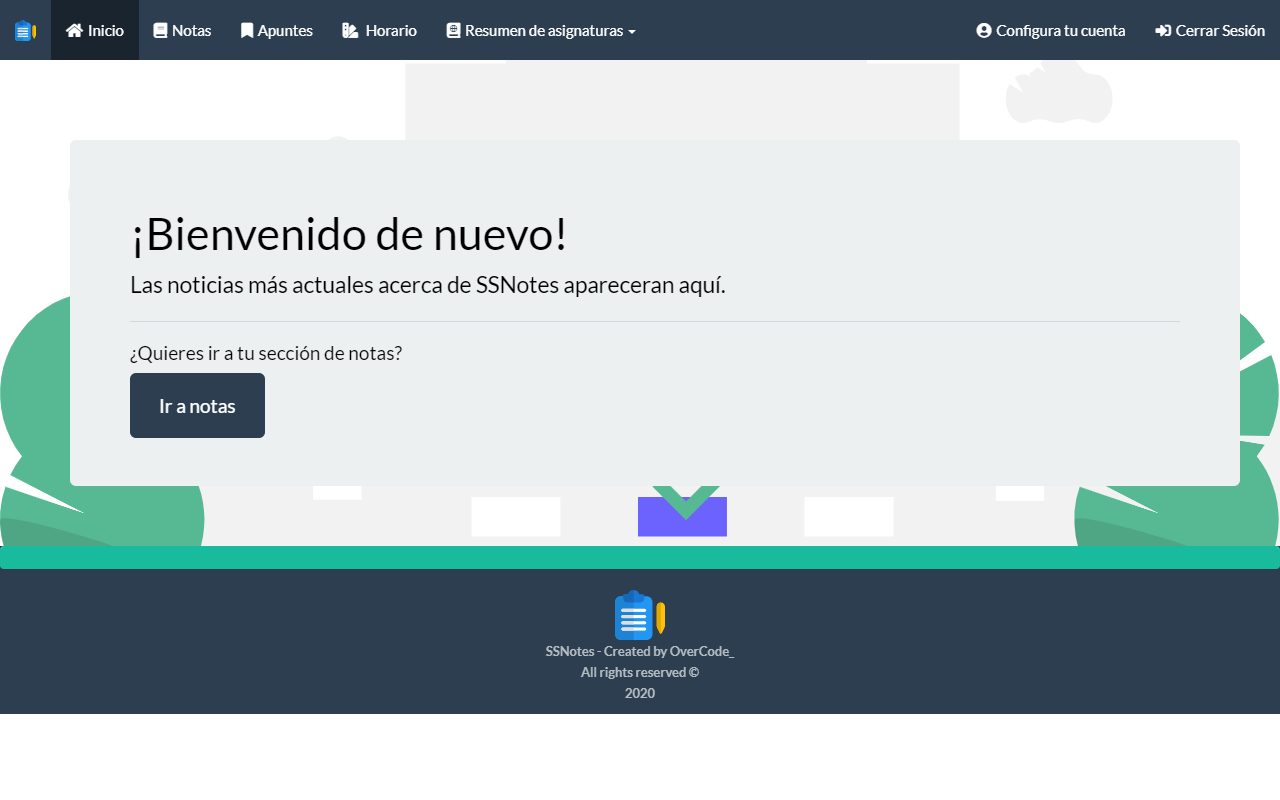 Inicio Notas Apuntes Horario Resumen de asignaturas Configura tu cuenta Cerrar Sesión
¡Bienvenido de nuevo!
Las noticias más actuales acerca de SSNotes apareceran aquí.
¿Quieres ir a tu sección de notas?
Ir a notas
SSNotes - Created by OverCode_
All rights reserved ©
2020